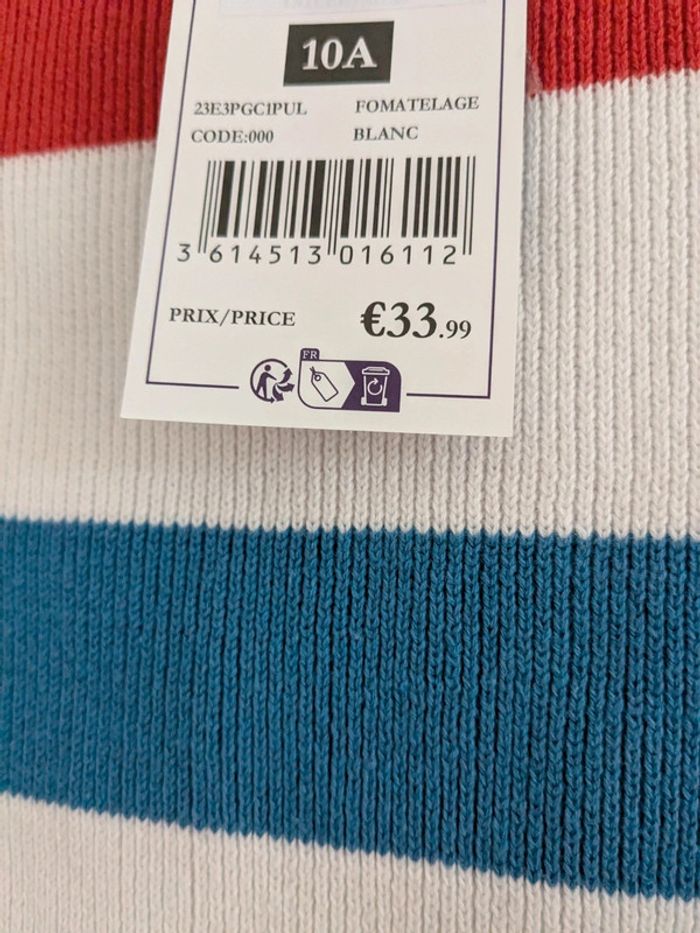 10A
23E3PGC1PUL FOMATELAGE
CODE:000 BLANC
3 614513 016112
PRIX/PRICE €33.99
FR